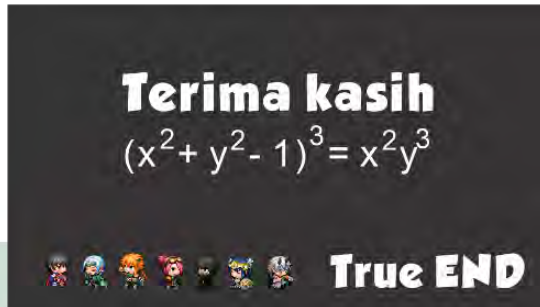 Terima kasih
(x²+ y²- 1)³= x²y³
True END